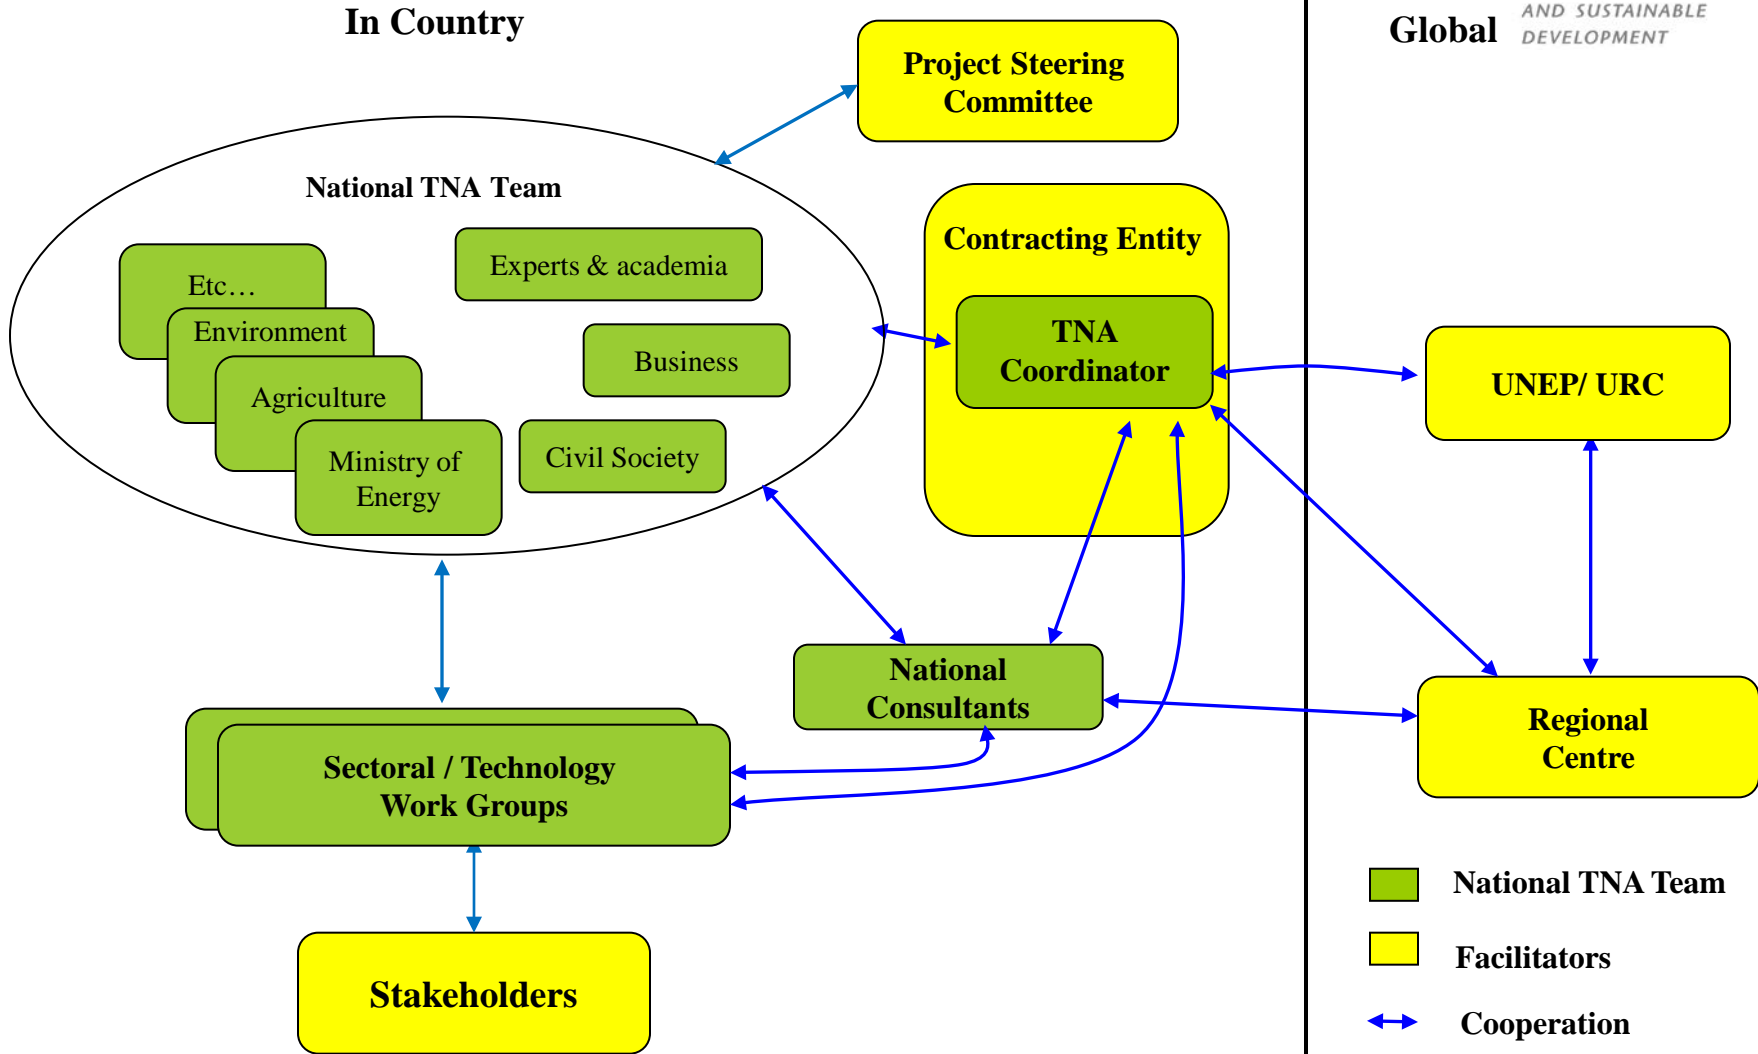 In Country
Global
AND SUSTAINABLE
DEVELOPMENT
Project Steering
Committee
National TNA Team
Etc…
Environment
Agriculture
Ministry of
Energy
Experts & academia
Business
Civil Society
Contracting Entity
TNA
Coordinator
UNEP/ URC
National
Consultants
Regional
Centre
Sectoral / Technology
Work Groups
Stakeholders
National TNA Team
Facilitators
Cooperation